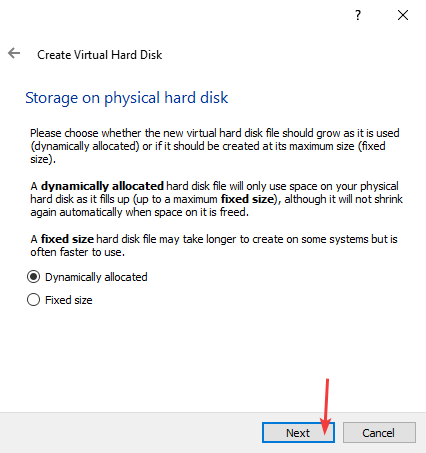 ?
Create Virtual Hard Disk
Storage on physical hard disk
Please choose whether the new virtual hard disk file should grow as it is used
(dynamically allocated) or if it should be created at its maximum size (fixed
size).
A dynamically allocated hard disk file will only use space on your physical
hard disk as it fills up (up to a maximum fixed size), although it will not shrink
again automatically when space on it is freed.
A fixed size hard disk file may take longer to create on some systems but is
often faster to use.
Dynamically allocated
Fixed size
Next
Cancel